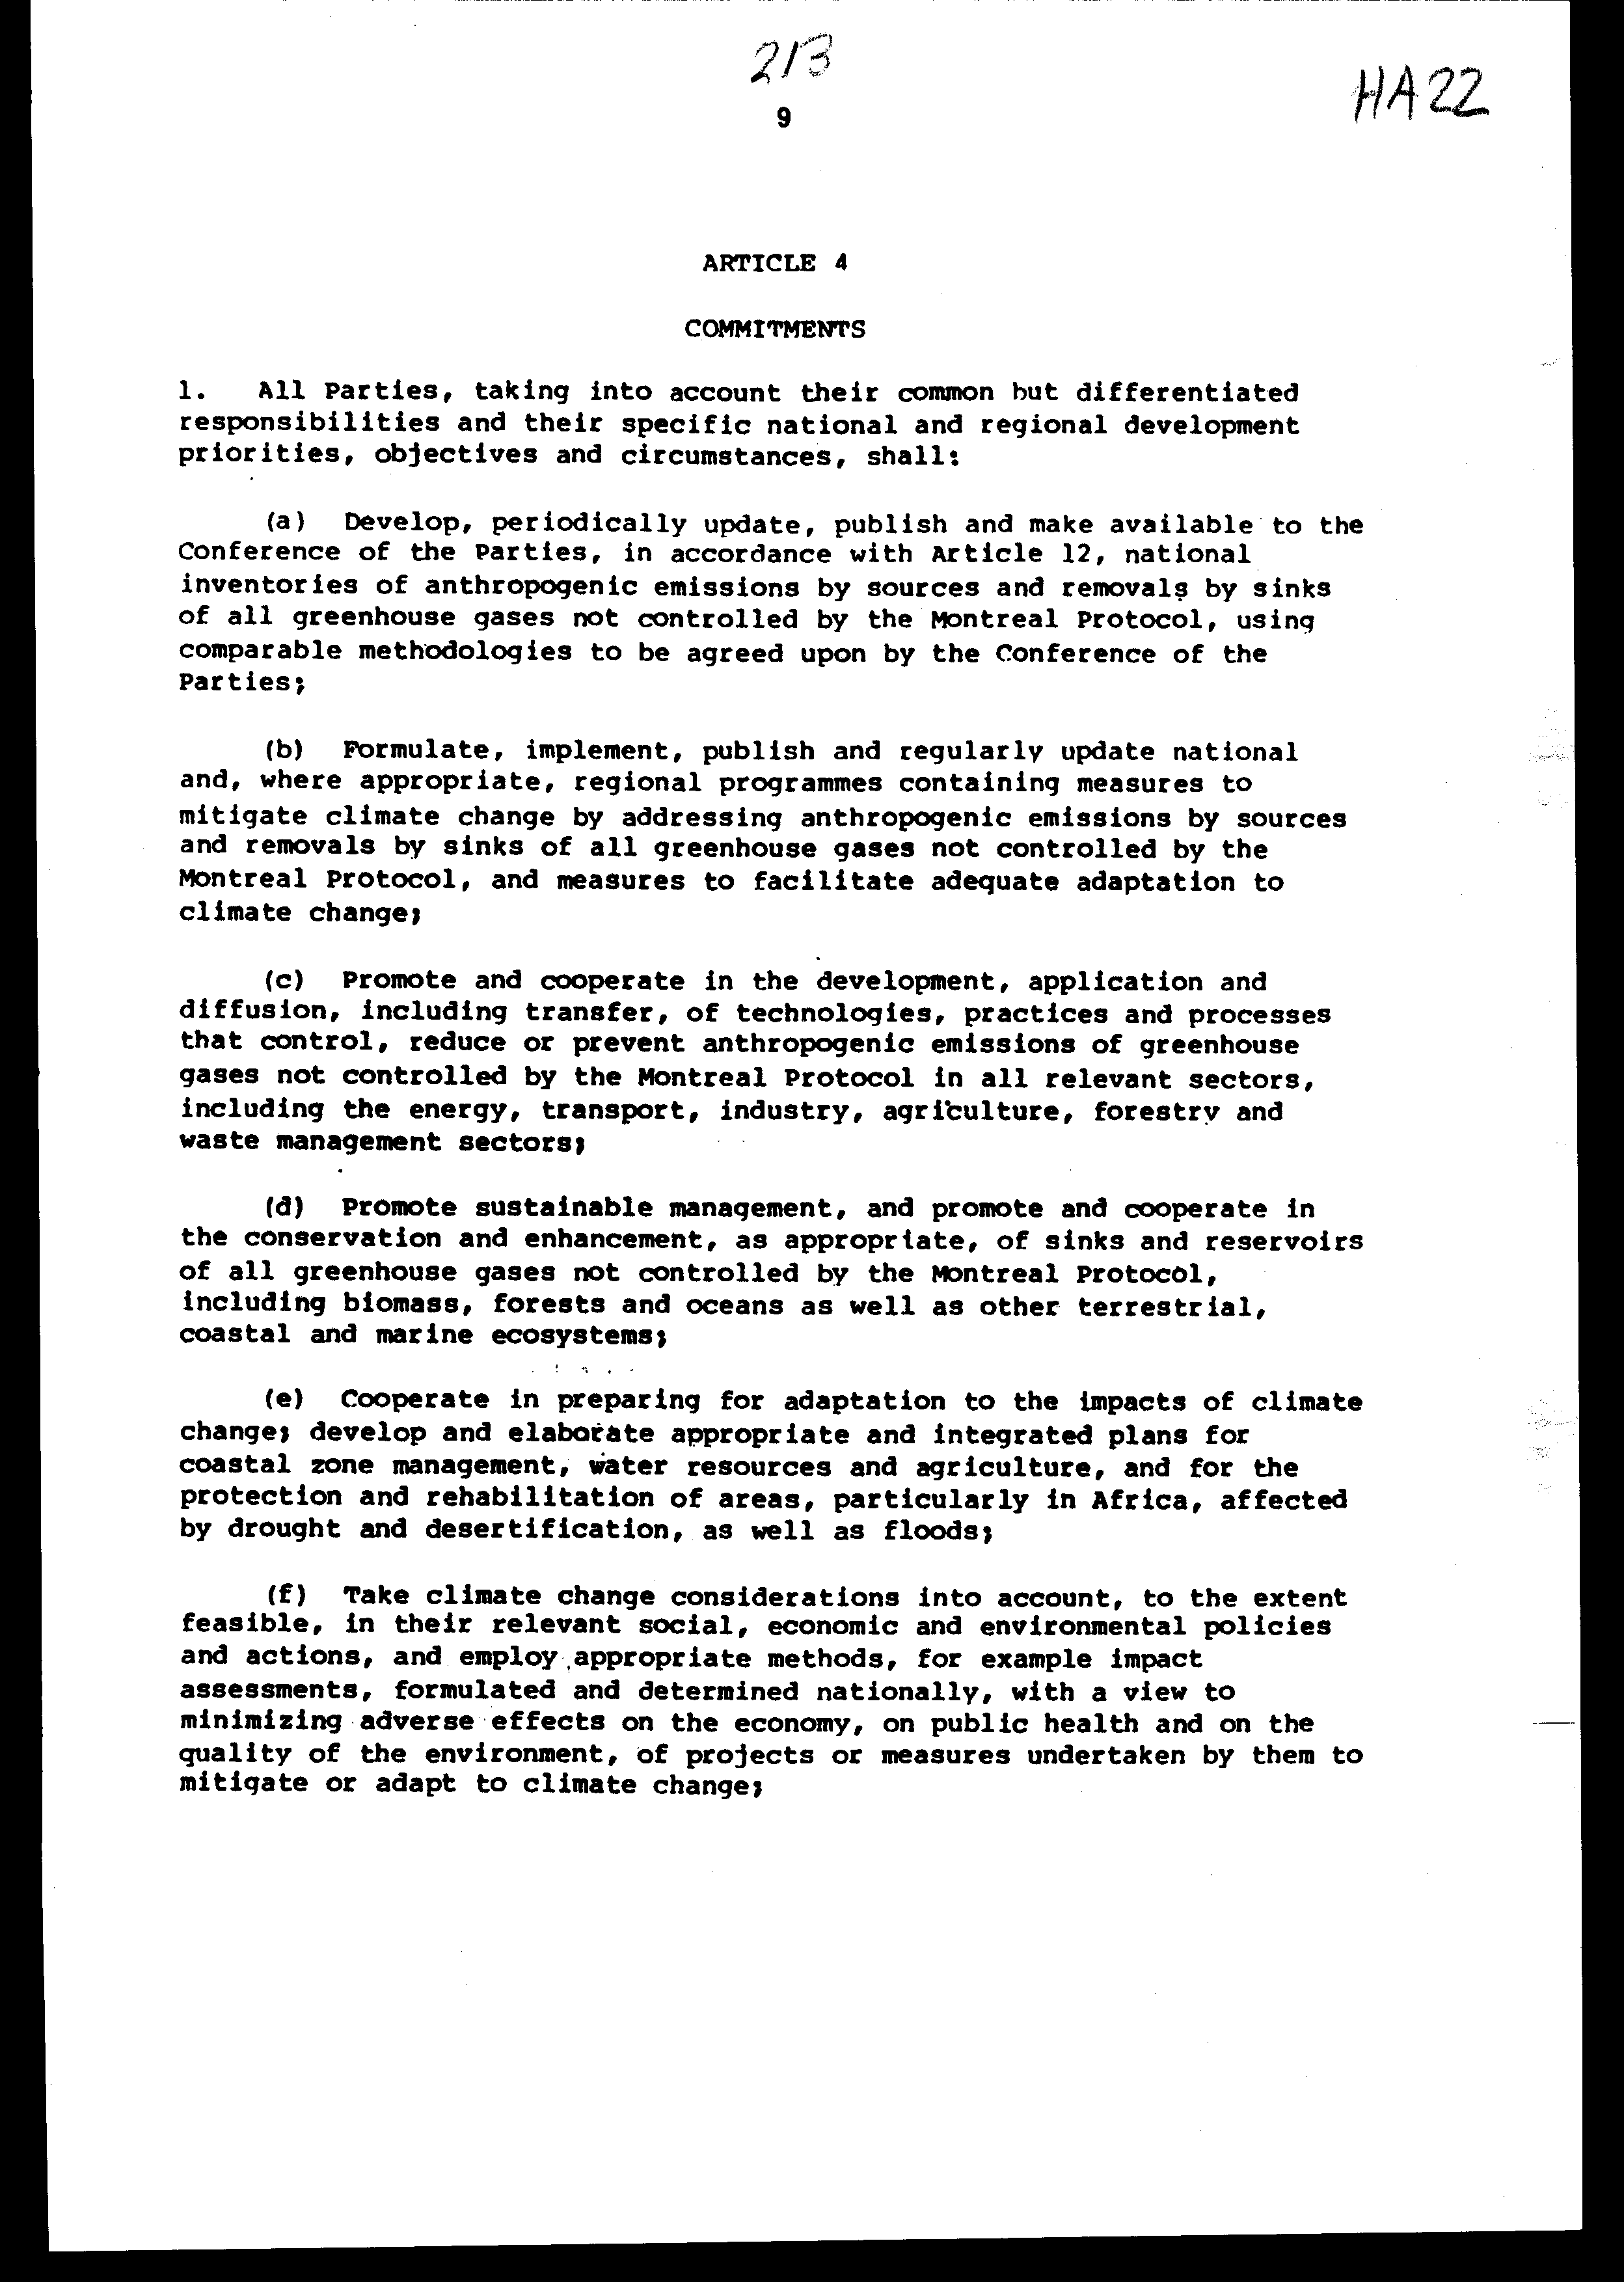 213
HA22
9
ARTICLE 4
COMMITMENTS
1. All Parties, taking into account their common but differentiated
responsibilities and their specific national and regional development
priorities, objectives and circumstances, shall:
(a) Develop, periodically update, publish and make available to the
Conference of the Parties, in accordance with Article 12, national
inventories of anthropogenic emissions by sources and removals by sinks
of all greenhouse gases not controlled by the Montreal Protocol, using
comparable methodologies to be agreed upon by the Conference of the
Parties;
(b) Formulate, implement, publish and regularly update national
and, where appropriate, regional programmes containing measures to
mitigate climate change by addressing anthropogenic emissions by sources
and removals by sinks of all greenhouse gases not controlled by the
Montreal Protocol, and measures to facilitate adequate adaptation to
climate change;
(c) Promote and cooperate in the development, application and
diffusion, including transfer, of technologies, practices and processes
that control, reduce or prevent anthropogenic emissions of greenhouse
gases not controlled by the Montreal Protocol in all relevant sectors,
including the energy, transport, industry, agriculture, forestry and
waste management sectors;
(d) Promote sustainable management, and promote and cooperate in
the conservation and enhancement, as appropriate, of sinks and reservoirs
of all greenhouse gases not controlled by the Montreal Protocol,
including biomass, forests and oceans as well as other terrestrial,
coastal and marine ecosystems;
(e) Cooperate in preparing for adaptation to the impacts of climate
change; develop and elaborate appropriate and integrated plans for
coastal zone management, water resources and agriculture, and for the
protection and rehabilitation of areas, particularly in Africa, affected
by drought and desertification, as well as floods;
(f) Take climate change considerations into account, to the extent
feasible, in their relevant social, economic and environmental policies
and actions, and employ appropriate methods, for example impact
assessments, formulated and determined nationally, with a view to
minimizing adverse effects on the economy, on public health and on the
quality of the environment, of projects or measures undertaken by them to
mitigate or adapt to climate change;